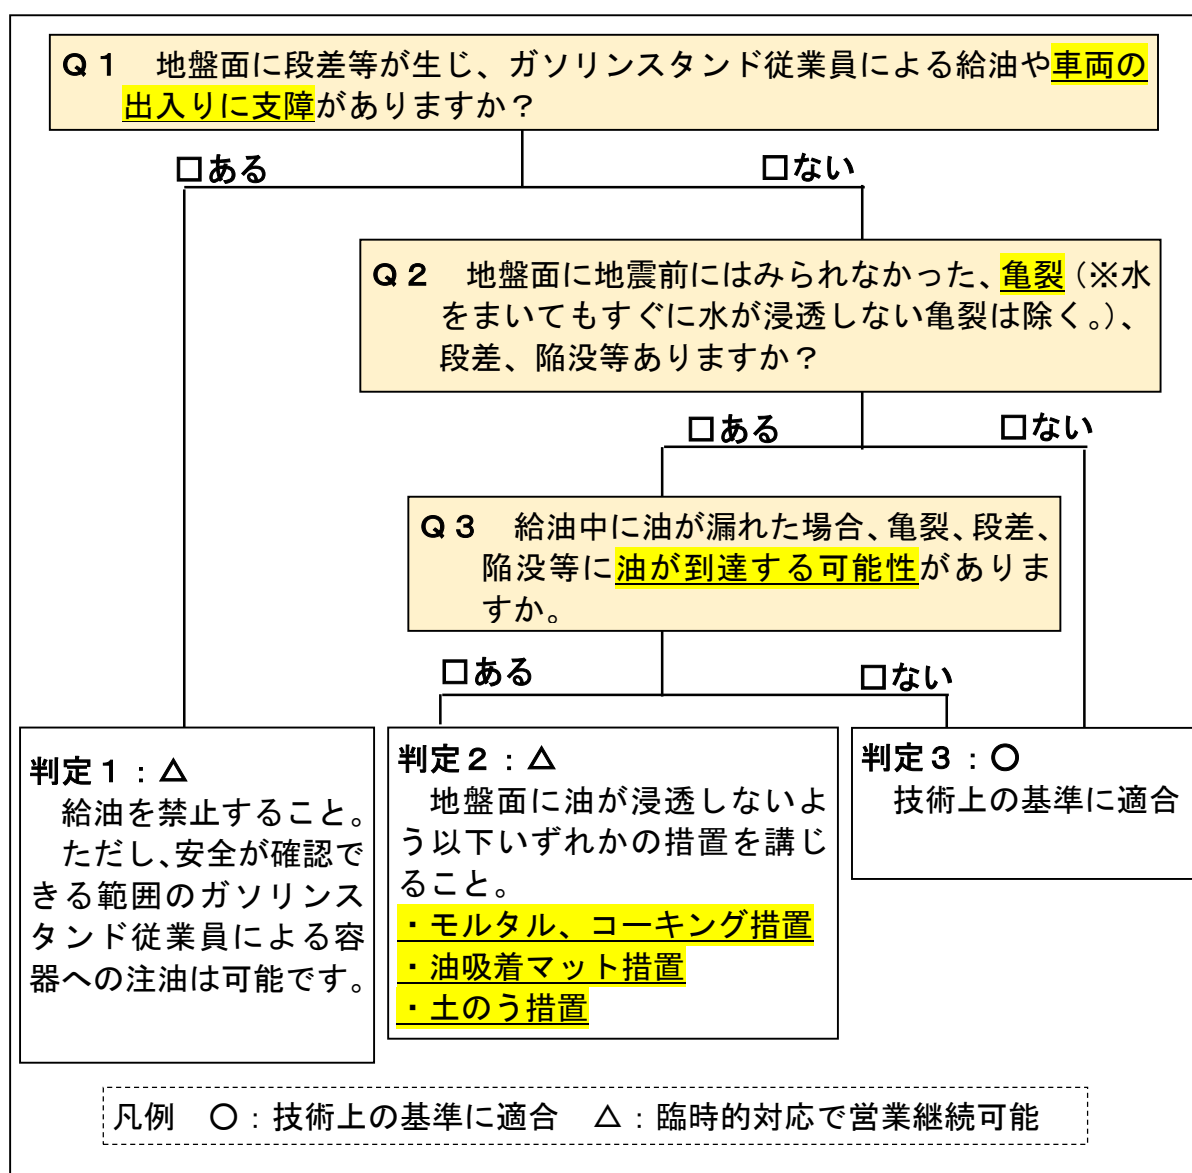 Q１　地盤面に段差等が生じ、ガソリンスタンド従業員による給油や車両の
出入りに支障がありますか？
□ある
□ない
Q２　地盤面に地震前にはみられなかった、亀裂（※水
をまいてもすぐに水が浸透しない亀裂は除く。）、
段差、陥没等ありますか？
□ある
□ない
Q３　給油中に油が漏れた場合、亀裂、段差、
陥没等に油が到達する可能性がありま
すか。
□ある
□ない
判定１：△
給油を禁止すること。
ただし、安全が確認で
きる範囲のガソリンス
タンド従業員による容
器への注油は可能です。
判定２：△
地盤面に油が浸透しないよ
う以下いずれかの措置を講じ
ること。
・モルタル、コーキング措置
・油吸着マット措置
・土のう措置
判定３：〇
技術上の基準に適合
凡例　〇：技術上の基準に適合　△：臨時的対応で営業継続可能